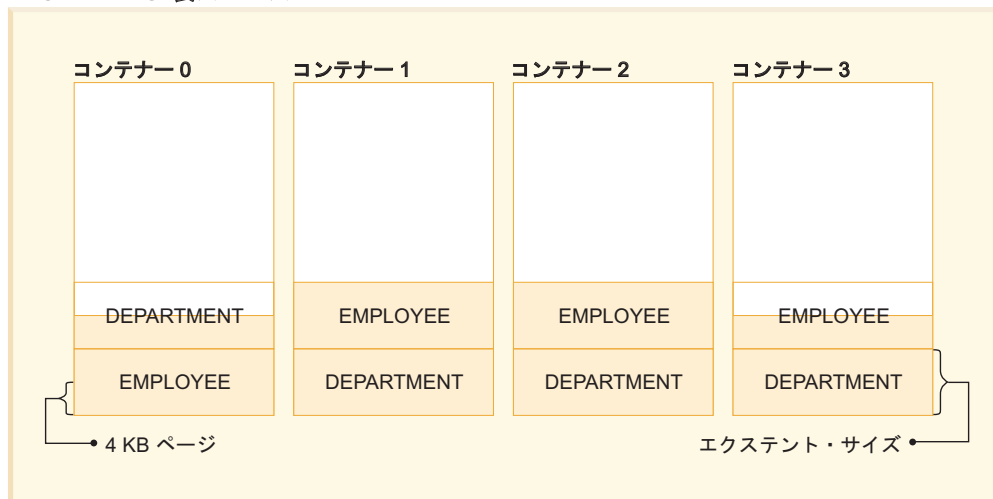 コンテナー 0
コンテナー 1
コンテナー 2
コンテナー 3
DEPARTMENT
EMPLOYEE
EMPLOYEE
EMPLOYEE
EMPLOYEE
DEPARTMENT
DEPARTMENT
DEPARTMENT
4 KB ページ
エクステント・サイズ